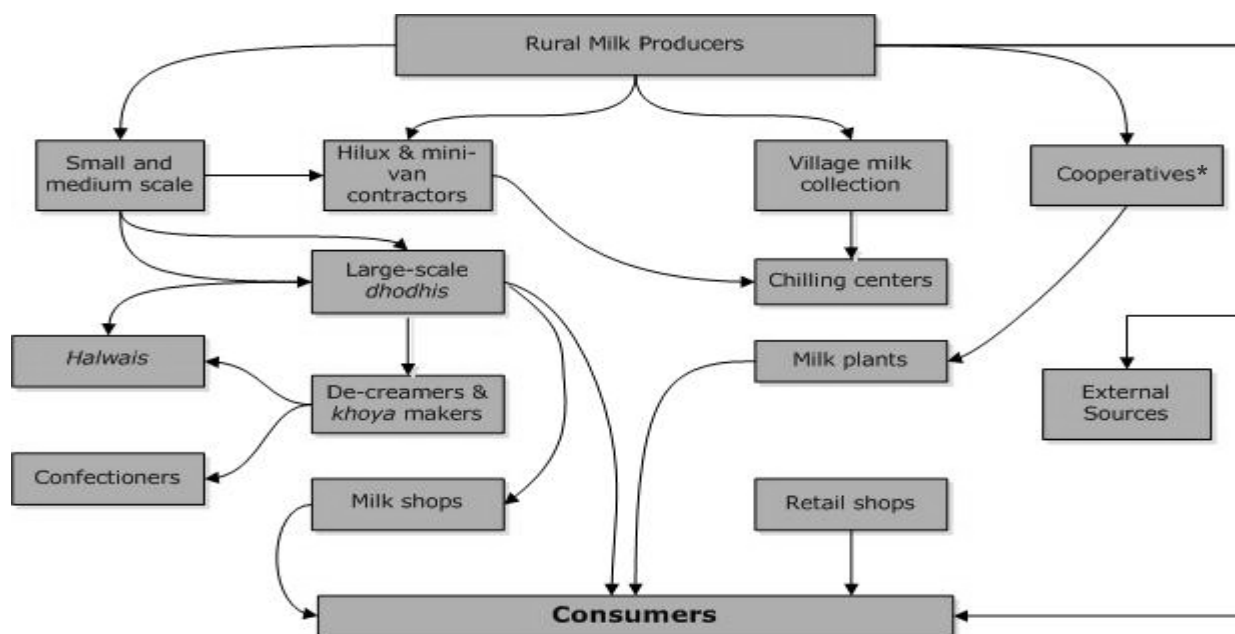 Rural Milk Producers
Small and
medium scale
Hilux & mini-
van
contractors
Village milk
collection
Cooperatives*
Large-scale
dhodhis
Chilling centers
Halwais
Milk plants
De-creamers &
khoya makers
External
Sources
Confectioners
Milk shops
Retail shops
Consumers